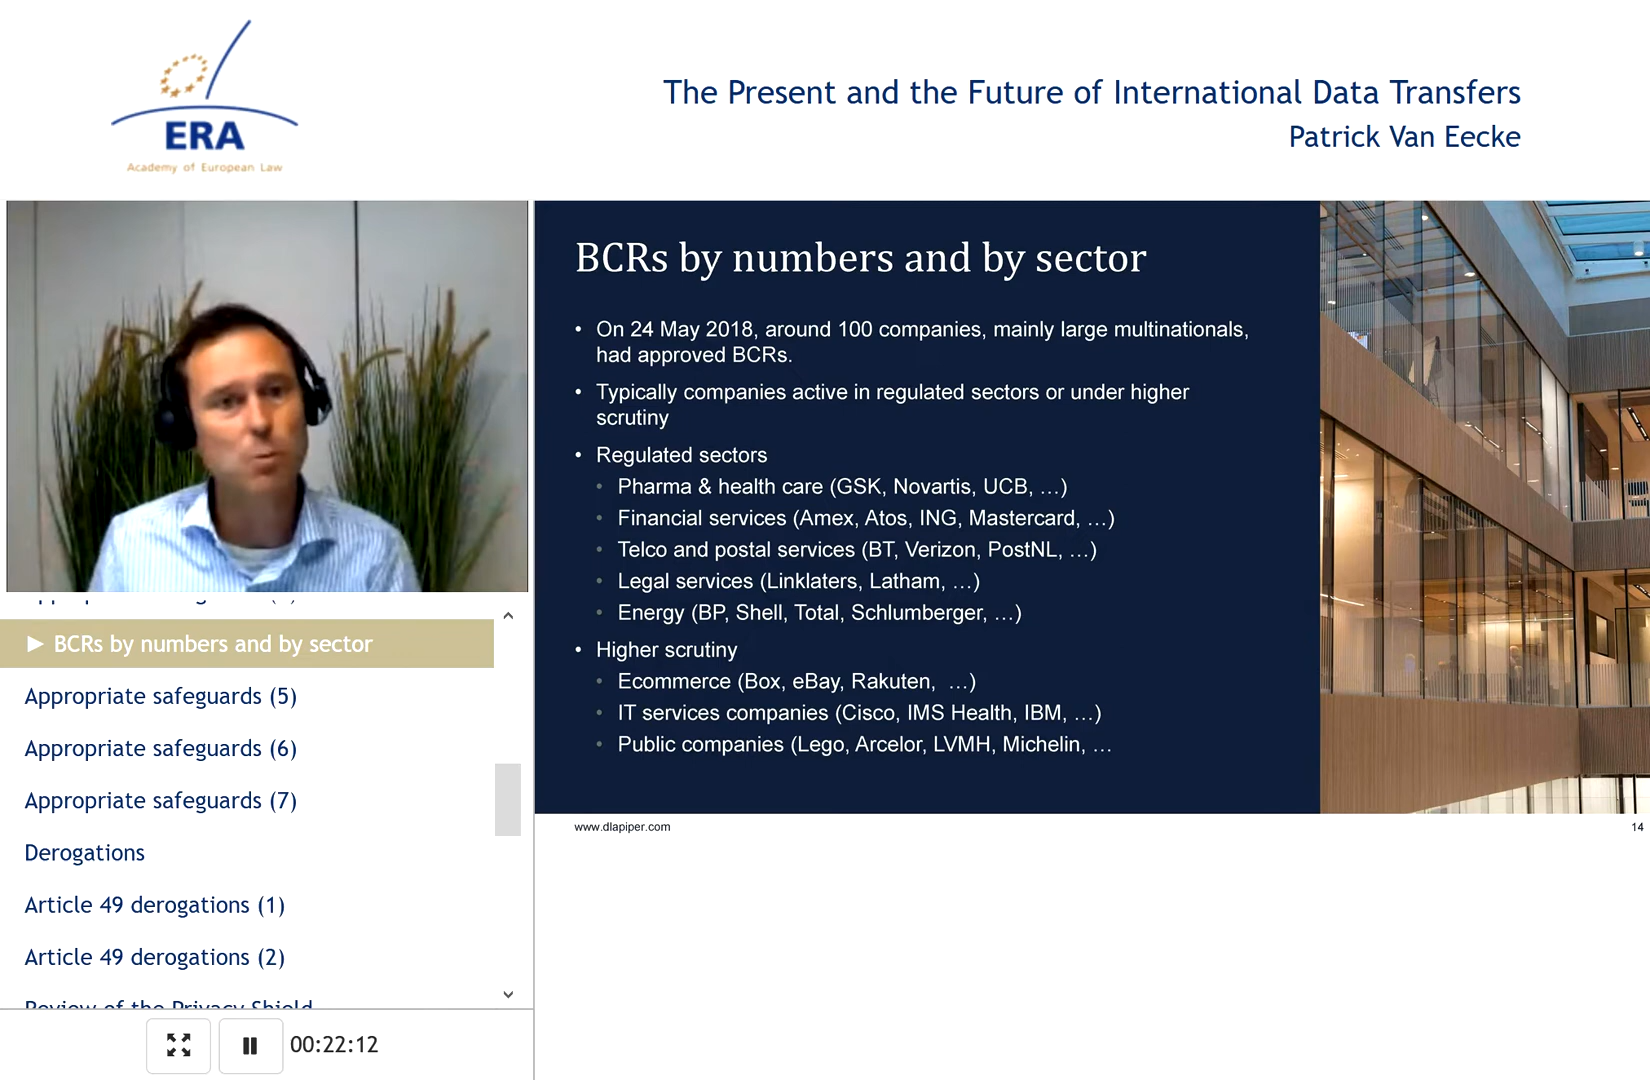 ERA
Academy of European Law
The Present and the Future of International Data Transfers
Patrick Van Eecke
BCRs by numbers and by sector
• On 24 May 2018, around 100 companies, mainly large multinationals,
had approved BCRs.
• Typically companies active in regulated sectors or under higher
scrutiny
• Regulated sectors
• Pharma & health care (GSK, Novartis, UCB, …)
• Financial services (Amex, Atos, ING, Mastercard, …)
• Telco and postal services (BT, Verizon, PostNL, …)
• Legal services (Linklaters, Latham, …)
• Energy (BP, Shell, Total, Schlumberger, …)
• Higher scrutiny
• Ecommerce (Box, eBay, Rakuten,  …)
• IT services companies (Cisco, IMS Health, IBM, …)
• Public companies (Lego, Arcelor, LVMH, Michelin, …
www.dlapiper.com
14
► BCRs by numbers and by sector
Appropriate safeguards (5)
Appropriate safeguards (6)
Appropriate safeguards (7)
Derogations
Article 49 derogations (1)
Article 49 derogations (2)
Review of the Privacy Shield
00:22:12